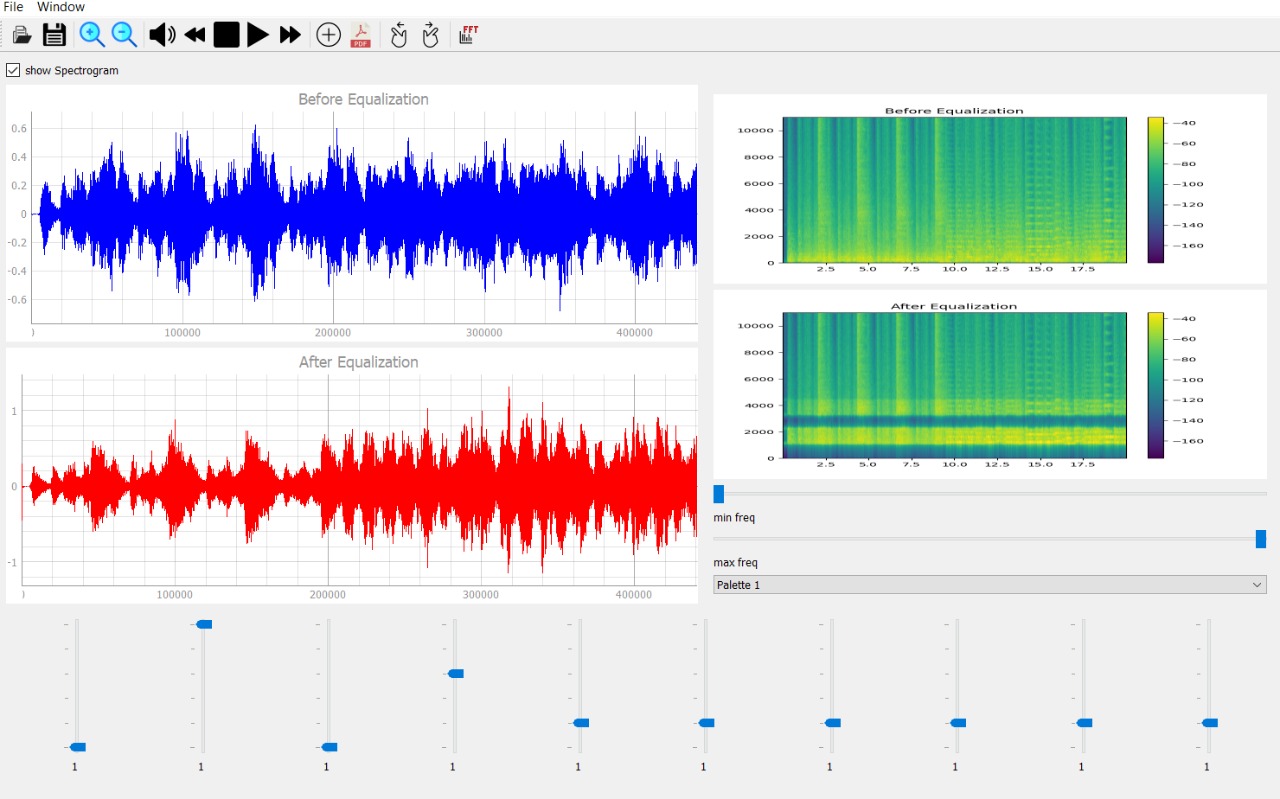 File Window
PDF
FFT
show Spectrogram
Before Equalization
0.6
0.4
0.2
0
-0.2
-0.4
-0.6
) 100000 200000 300000 400000
After Equalization
1
0
-1
) 100000 200000 300000 400000
Before Equalization
10000
8000
6000
4000
2000
0
2.5 5.0 7.5 10.0 12.5 15.0 17.5
−40
−60
−80
−100
−120
−140
−160
After Equalization
10000
8000
6000
4000
2000
0
2.5 5.0 7.5 10.0 12.5 15.0 17.5
−40
−60
−80
−100
−120
−140
−160
min freq
max freq
Palette 1
1 1 1 1 1 1 1 1 1 1